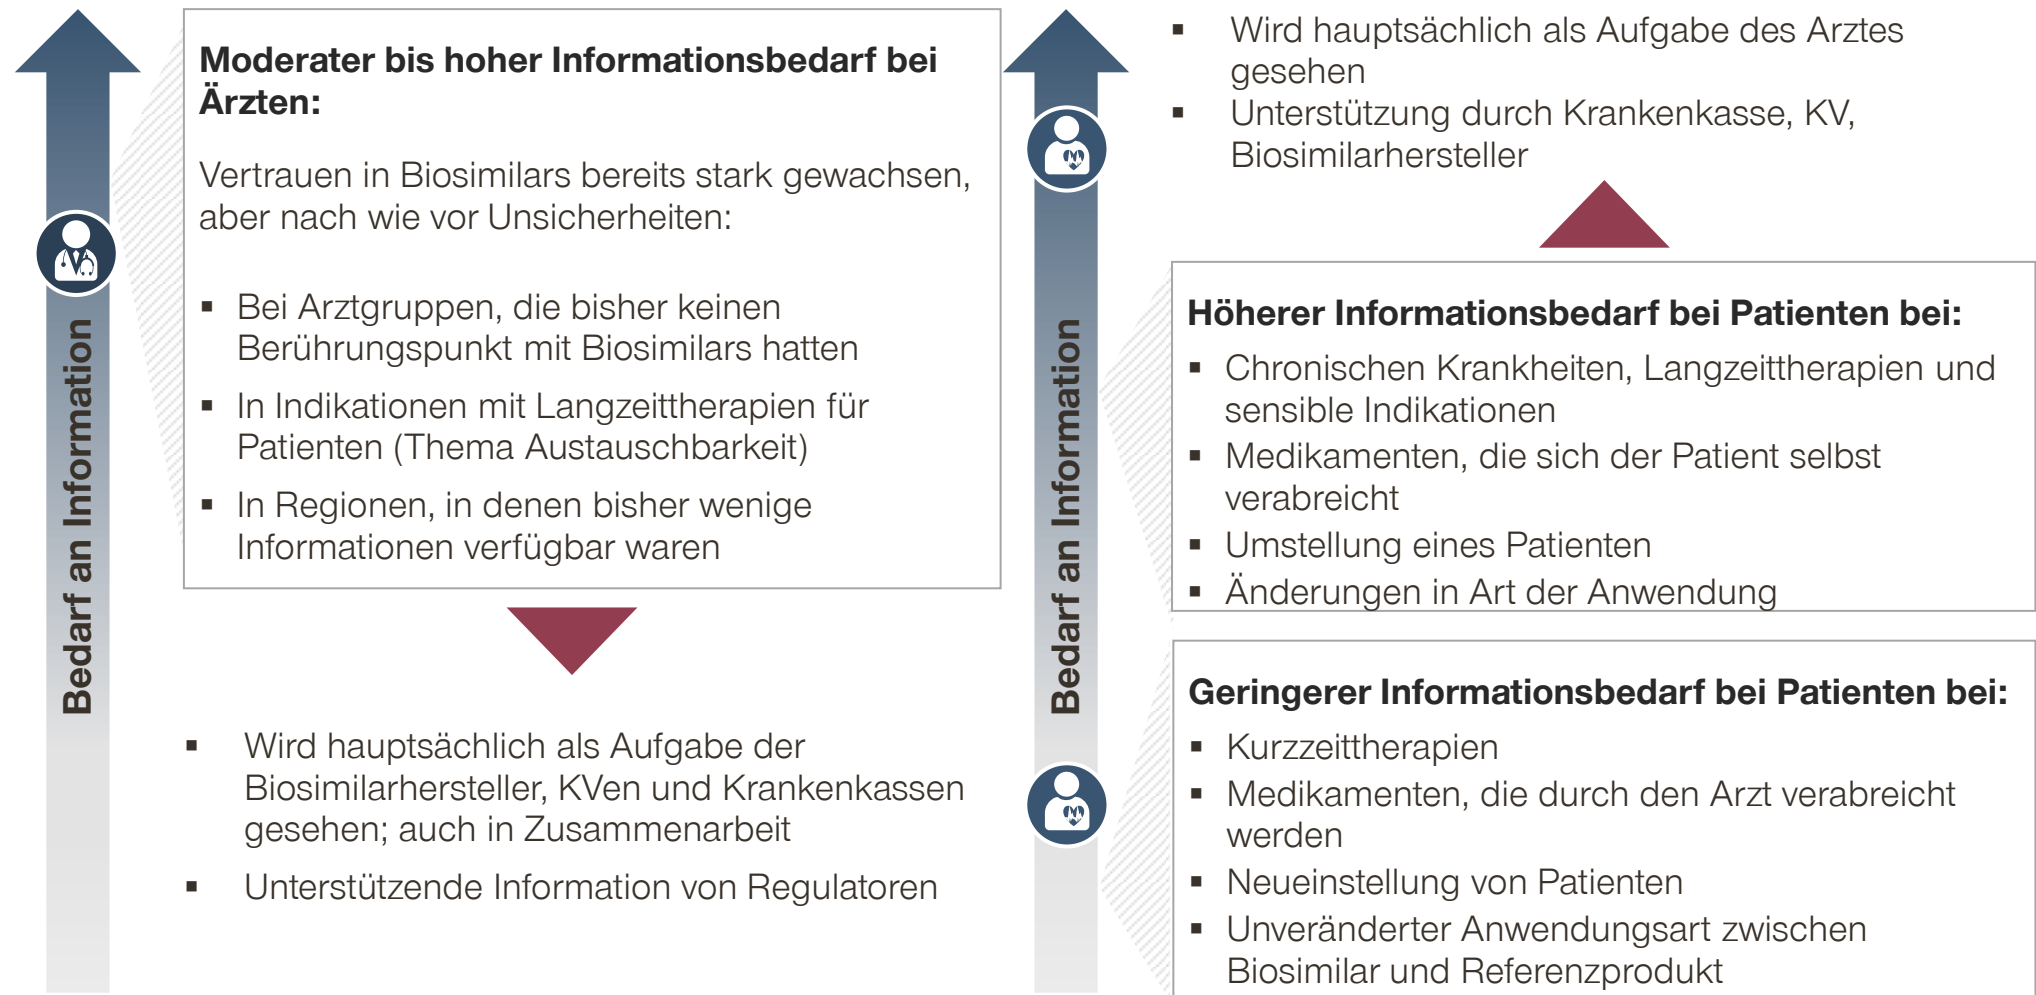 Bedarf an Information
Moderater bis hoher Informationsbedarf bei
Ärzten:
Vertrauen in Biosimilars bereits stark gewachsen,
aber nach wie vor Unsicherheiten:
▪ Bei Arztgruppen, die bisher keinen
Berührungspunkt mit Biosimilars hatten
▪ In Indikationen mit Langzeittherapien für
Patienten (Thema Austauschbarkeit)
▪ In Regionen, in denen bisher wenige
Informationen verfügbar waren
▪ Wird hauptsächlich als Aufgabe der
Biosimilarhersteller, KVen und Krankenkassen
gesehen; auch in Zusammenarbeit
▪ Unterstützende Information von Regulatoren
Bedarf an Information
▪ Wird hauptsächlich als Aufgabe des Arztes
gesehen
▪ Unterstützung durch Krankenkasse, KV,
Biosimilarhersteller
Höherer Informationsbedarf bei Patienten bei:
▪ Chronischen Krankheiten, Langzeittherapien und
sensible Indikationen
▪ Medikamenten, die sich der Patient selbst
verabreicht
▪ Umstellung eines Patienten
▪ Änderungen in Art der Anwendung
Geringerer Informationsbedarf bei Patienten bei:
▪ Kurzzeittherapien
▪ Medikamenten, die durch den Arzt verabreicht
werden
▪ Neueinstellung von Patienten
▪ Unveränderter Anwendungsart zwischen
Biosimilar und Referenzprodukt